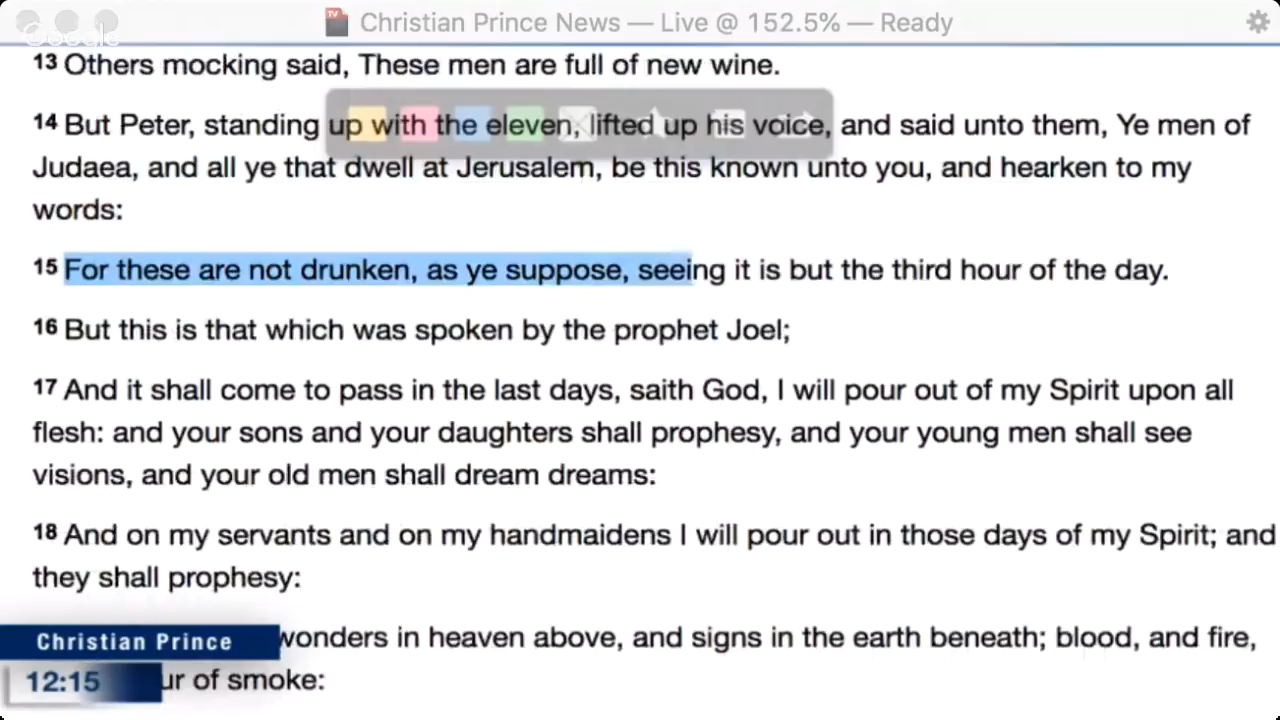 Google
Christian Prince News — Live @ 152.5% — Ready
13 Others mocking said, These men are full of new wine.
14 But Peter, standing up with the eleven, lifted up his voice, and said unto them, Ye men of
Judaea, and all ye that dwell at Jerusalem, be this known unto you, and hearken to my
words:
15 For these are not drunken, as ye suppose, seeing it is but the third hour of the day.
16 But this is that which was spoken by the prophet Joel;
17 And it shall come to pass in the last days, saith God, I will pour out of my Spirit upon all
flesh: and your sons and your daughters shall prophesy, and your young men shall see
visions, and your old men shall dream dreams:
18 And on my servants and on my handmaidens I will pour out in those days of my Spirit; and
they shall prophesy:
wonders in heaven above, and signs in the earth beneath; blood, and fire,
Christian Prince
ur of smoke:
12:15